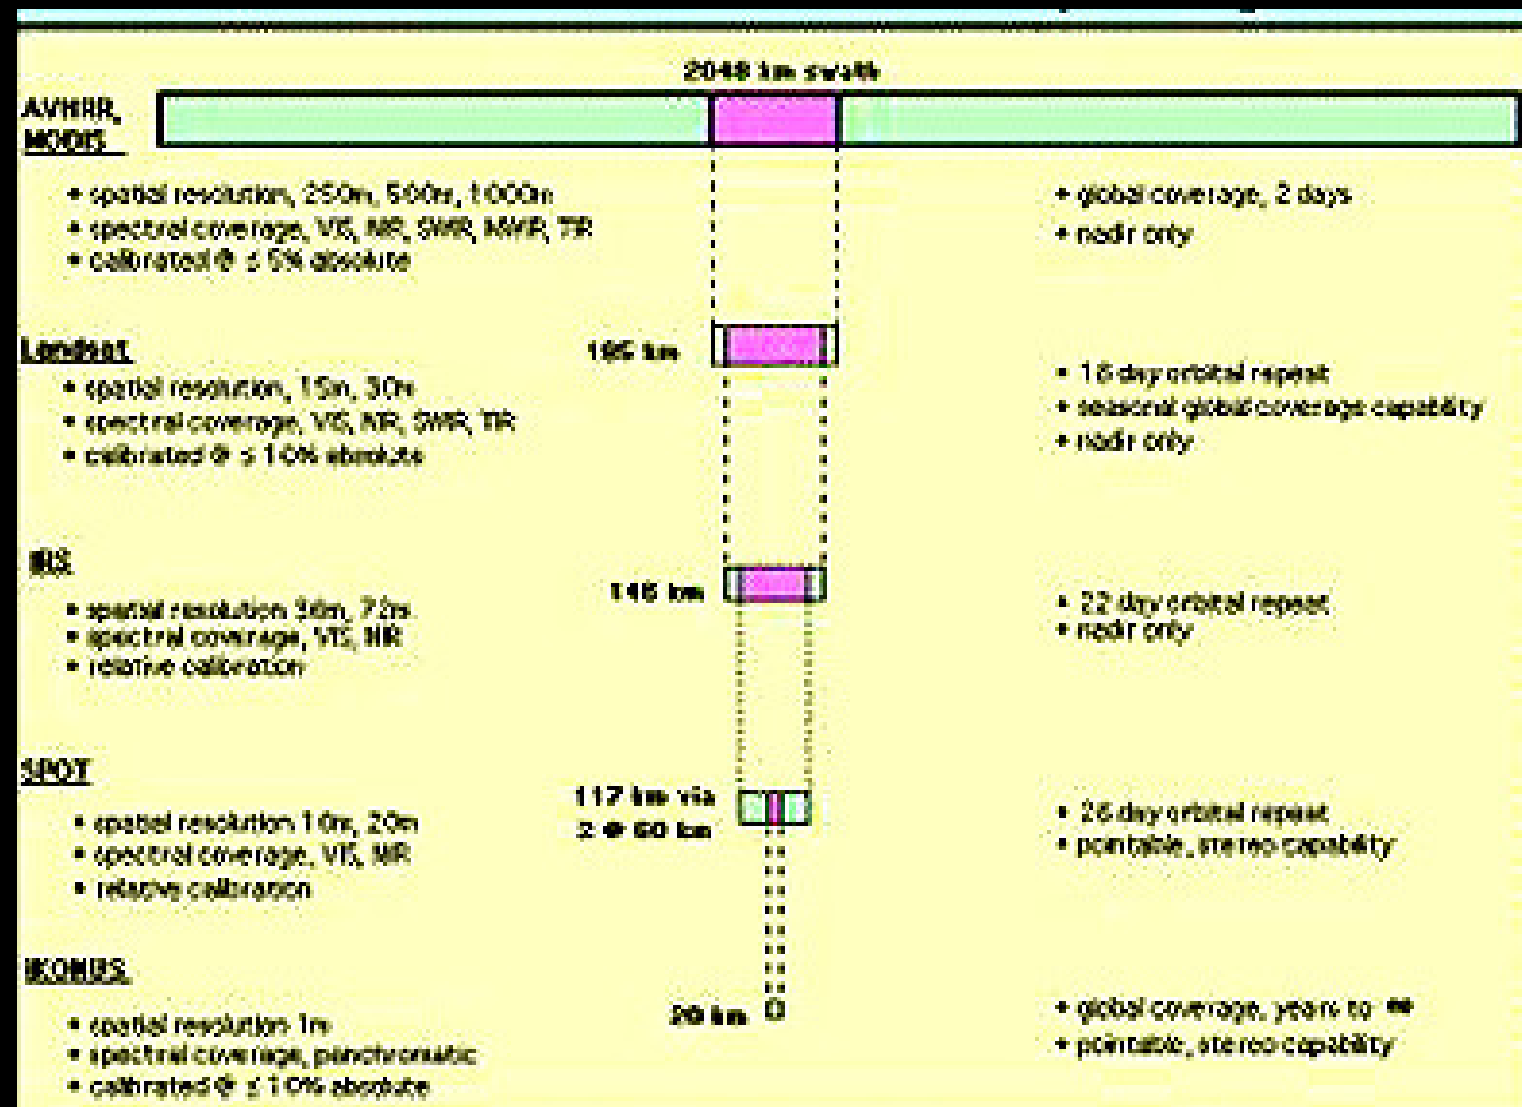 2048 km swath
AVHRR,
MODIS
• spatial resolution, 250m, 500m, 1000m
• spectral coverage, VIS, NIR, SWIR, MWIR, TIR
• calibrated @ ≤ 5% absolute
• global coverage, 2 days
• nadir only
Landsat
185 km
• spatial resolution, 15m, 30m
• spectral coverage, VIS, NIR, SWIR, TIR
• calibrated @ ≤ 10% absolute
• 16 day orbital repeat
• seasonal global coverage capability
• nadir only
IRS
• spatial resolution 36m, 72m
• spectral coverage, VIS, NIR
• relative calibration
km
• 22 day orbital repeat
• nadir only
SPOT
117 km via
2 @ 60 km
• spatial resolution 10m, 20m
• spectral coverage, VIS, NIR
• relative calibration
• 26 day orbital repeat
• pointable, stereo capability
20 km
• spatial resolution 1m
• spectral coverage, panchromatic
• calibrated @ ≤ 10% absolute
• global coverage, years to ∞
• pointable, stereo capability